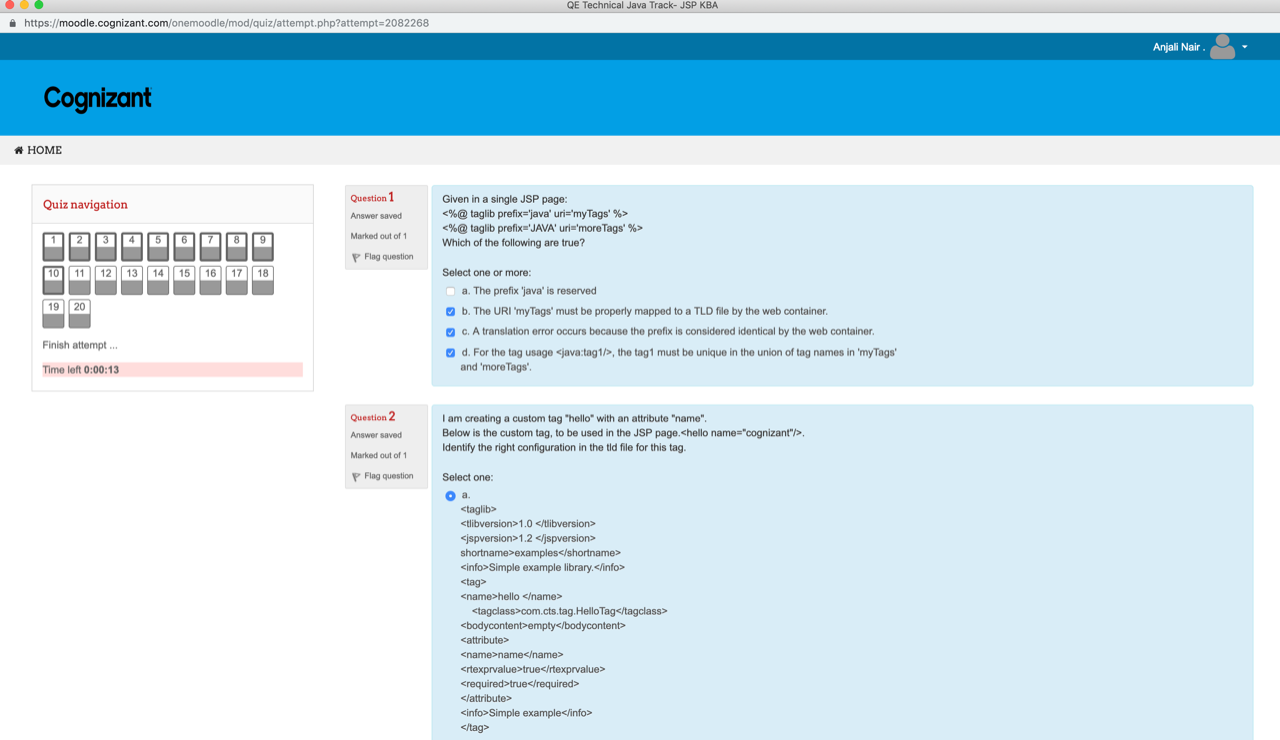 QE Technical Java Track- JSP KBA
https://moodle.cognizant.com/onemoodle/mod/quiz/attempt.php?attempt=2082268
Anjali Nair .
Cognizant
HOME
Quiz navigation
1 2 3 4 5 6 7 8 9
10 11 12 13 14 15 16 17 18
19 20
Finish attempt ...
Time left 0:00:13
Question 1
Answer saved
Marked out of 1
Flag question
Given in a single JSP page:
<%@ taglib prefix='java' uri='myTags' %>
<%@ taglib prefix='JAVA' uri='moreTags' %>
Which of the following are true?
Select one or more:
a. The prefix 'java' is reserved
b. The URI 'myTags' must be properly mapped to a TLD file by the web container.
c. A translation error occurs because the prefix is considered identical by the web container.
d. For the tag usage <java:tag1/>, the tag1 must be unique in the union of tag names in 'myTags'
and 'moreTags'.
Question 2
Answer saved
Marked out of 1
Flag question
I am creating a custom tag "hello" with an attribute "name".
Below is the custom tag, to be used in the JSP page.<hello name="cognizant"/>.
Identify the right configuration in the tld file for this tag.
Select one:
a.
<taglib>
<tlibversion>1.0 </tlibversion>
<jspversion>1.2 </jspversion>
shortname>examples</shortname>
<info>Simple example library.</info>
<tag>
<name>hello </name>
<tagclass>com.cts.tag.HelloTag</tagclass>
<bodycontent>empty</bodycontent>
<attribute>
<name>name</name>
<rtexprvalue>true</rtexprvalue>
<required>true</required>
</attribute>
<info>Simple example</info>
</tag>